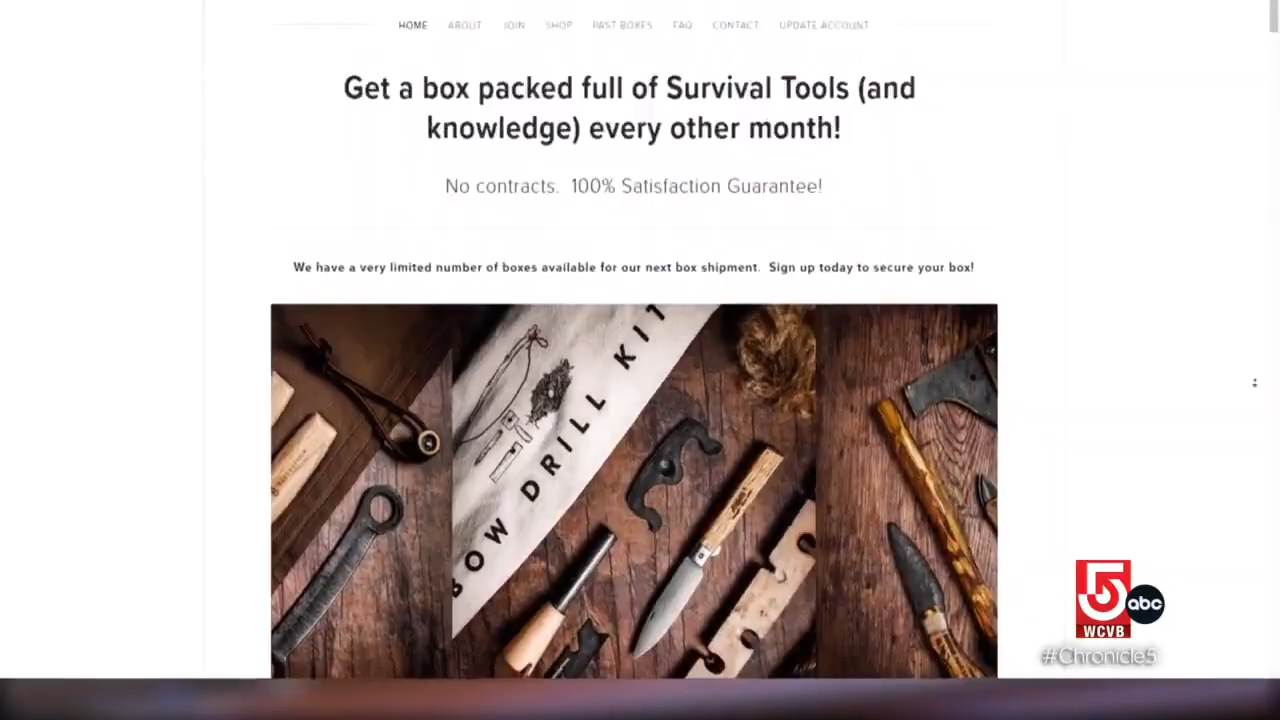 HOME ABOUT JOIN SHOP PAST BOXES FAQ CONTACT UPDATE ACCOUNT
Get a box packed full of Survival Tools (and
knowledge) every other month!
No contracts. 100% Satisfaction Guarantee!
We have a very limited number of boxes available for our next box shipment. Sign up today to secure your box!
BOW DRILL KIT
5
abc
WCVB
#Chronicle5